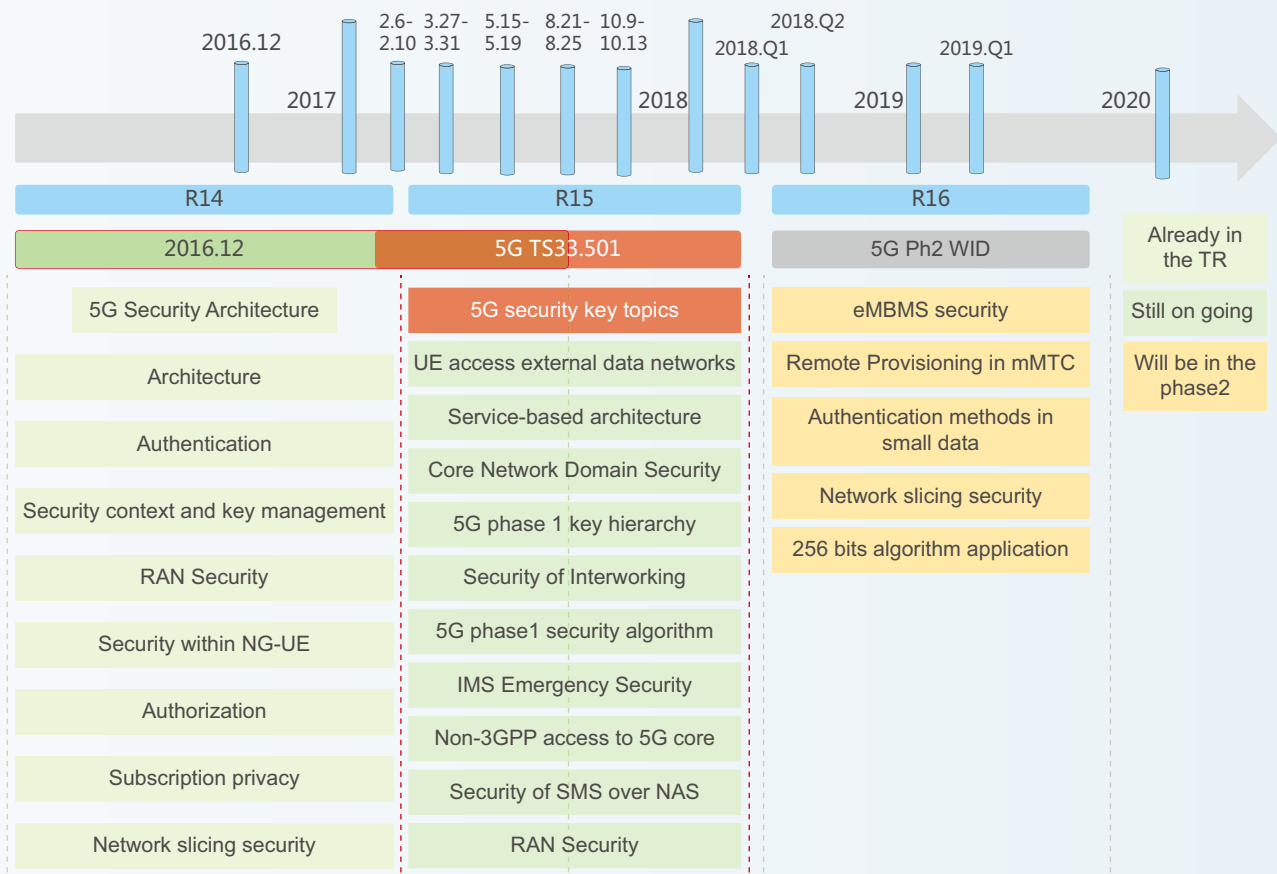 2016.12
2017
2.6-
2.10
3.27-
3.31
5.15-
5.19
8.21-
8.25
10.9-
10.13
2018
2018.Q1
2018.Q2
2019
2019.Q1
2020
R14
R15
R16
2016.12
5G TS33.501
5G Ph2 WID
5G Security Architecture
Architecture
Authentication
Security context and key management
RAN Security
Security within NG-UE
Authorization
Subscription privacy
Network slicing security
5G security key topics
UE access external data networks
Service-based architecture
Core Network Domain Security
5G phase 1 key hierarchy
Security of Interworking
5G phase1 security algorithm
IMS Emergency Security
Non-3GPP access to 5G core
Security of SMS over NAS
RAN Security
eMBMS security
Remote Provisioning in mMTC
Authentication methods in
small data
Network slicing security
256 bits algorithm application
Already in
the TR
Still on going
Will be in the
phase2